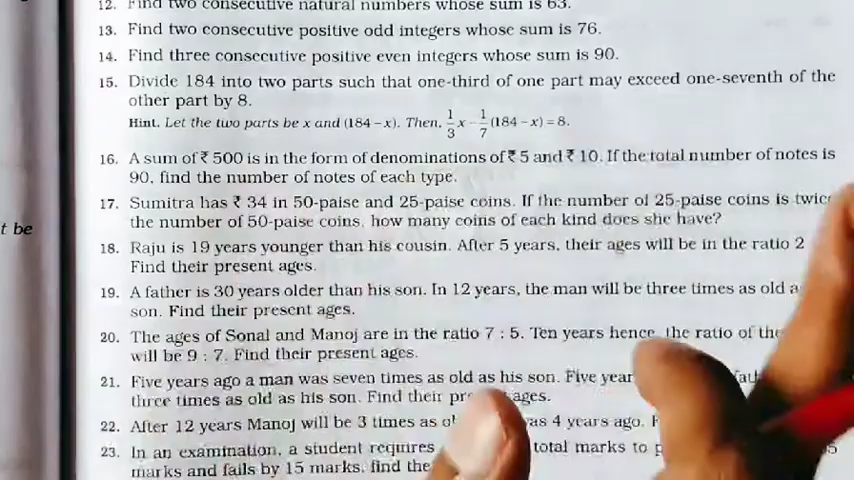 12. Find two consecutive natural numbers whose sum is 63.
13. Find two consecutive positive odd integers whose sum is 76.
14. Find three consecutive positive even integers whose sum is 90.
15. Divide 184 into two parts such that one-third of one part may exceed one-seventh of the
other part by 8.
Hint. Let the two parts be x and (184 – x). Then, 1/3 x – 1/7 (184 – x) = 8.
16. A sum of ₹ 500 is in the form of denominations of ₹ 5 and ₹ 10. If the total number of notes is
90, find the number of notes of each type.
17. Sumitra has ₹ 34 in 50-paise and 25-paise coins. If the number of 25-paise coins is twice
t be
the number of 50-paise coins, how many coins of each kind does she have?
18. Raju is 19 years younger than his cousin. After 5 years, their ages will be in the ratio 2
Find their present ages.
19. A father is 30 years older than his son. In 12 years, the man will be three times as old a
son. Find their present ages.
20. The ages of Sonal and Manoj are in the ratio 7 : 5. Ten years hence, the ratio of the
will be 9 : 7. Find their present ages.
21. Five years ago a man was seven times as old as his son. Five year
three times as old as his son. Find their ages.
22. After 12 years Manoj will be 3 times as as 4 years ago.
23. In an examination, a student requires total marks to
marks and fails by 15 marks, find the